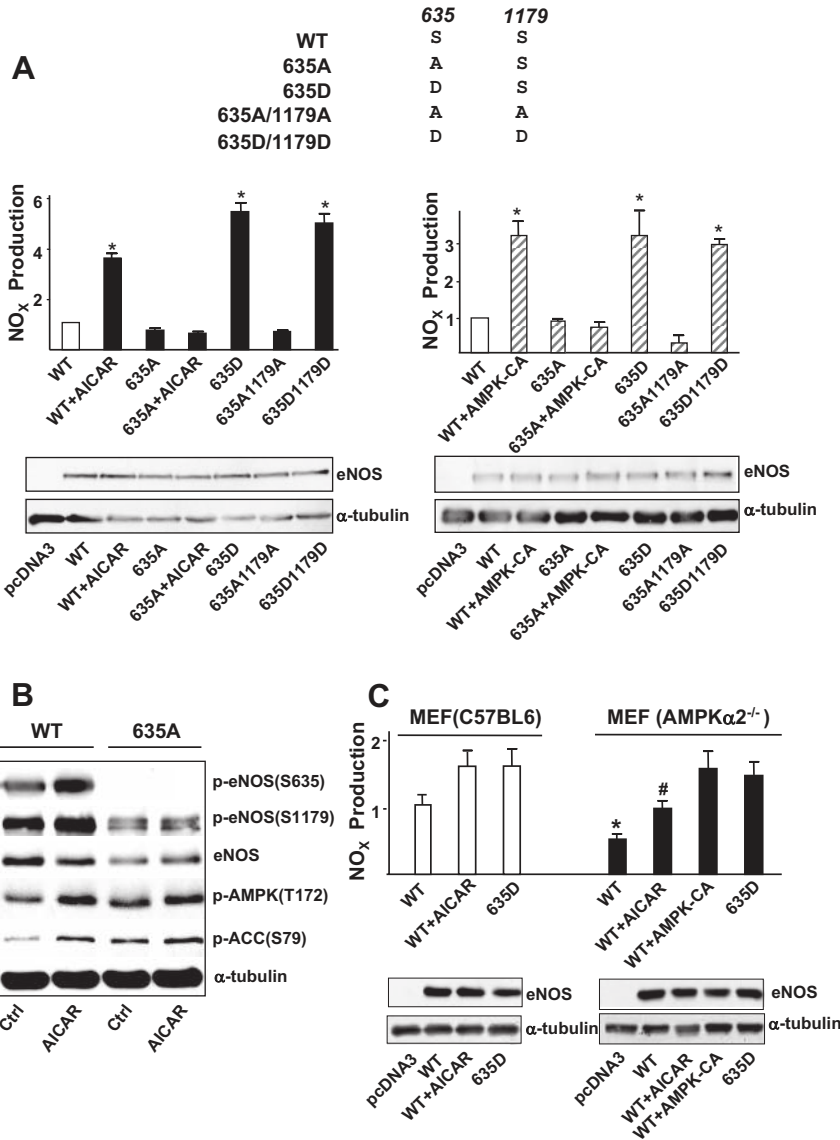 A
635 1179
WT S S
635A A S
635D D S
635A/1179A A A
635D/1179D D D
NOX Production
6
4
2
* * *
WT
WT+AICAR
635A
635A+AICAR
635D
635A1179A
635D1179D
eNOS
α-tubulin
pcDNA3
WT
WT+AICAR
635A
635A+AICAR
635D
635A1179A
635D1179D
NOX Production
3
2
1
* * *
WT
WT+AMPK-CA
635A
635A+AMPK-CA
635D
635A1179A
635D1179D
eNOS
α-tubulin
pcDNA3
WT
WT+AMPK-CA
635A
635A+AMPK-CA
635D
635A1179A
635D1179D
B
WT 635A
p-eNOS(S635)
p-eNOS(S1179)
eNOS
p-AMPK(T172)
p-ACC(S79)
α-tubulin
Ctrl
AICAR
Ctrl
AICAR
C
MEF(C57BL6) MEF (AMPKα2-/-)
NOX Production
2
1
* #
WT
WT+AICAR
635D
WT
WT+AICAR
WT+AMPK-CA
635D
eNOS
α-tubulin
pcDNA3
WT
WT+AICAR
635D
eNOS
α-tubulin
pcDNA3
WT
WT+AICAR
WT+AMPK-CA
635D